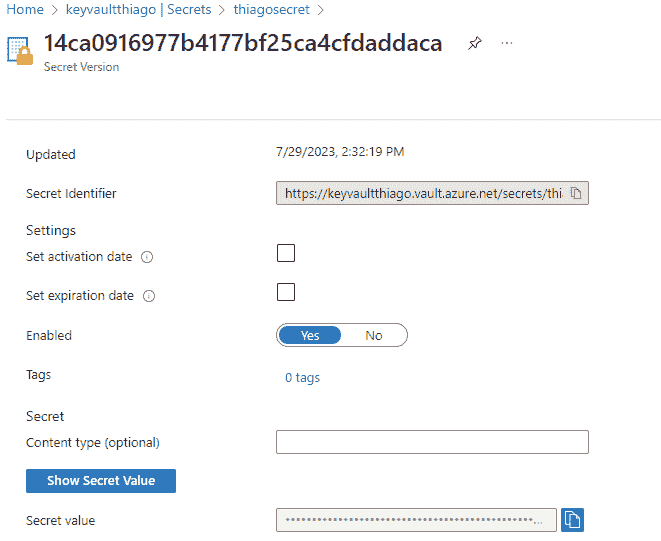 Home > keyvaultthiago | Secrets > thiagosecret >
14ca0916977b4177bf25ca4cfdaddaca
Secret Version
Updated 7/29/2023, 2:32:19 PM
Secret Identifier https://keyvaultthiago.vault.azure.net/secrets/thi
Settings
Set activation date
Set expiration date
Enabled Yes No
Tags 0 tags
Secret
Content type (optional)
Show Secret Value
Secret value ••••••••••••••••••••••••••••••••••••••••••••••••...